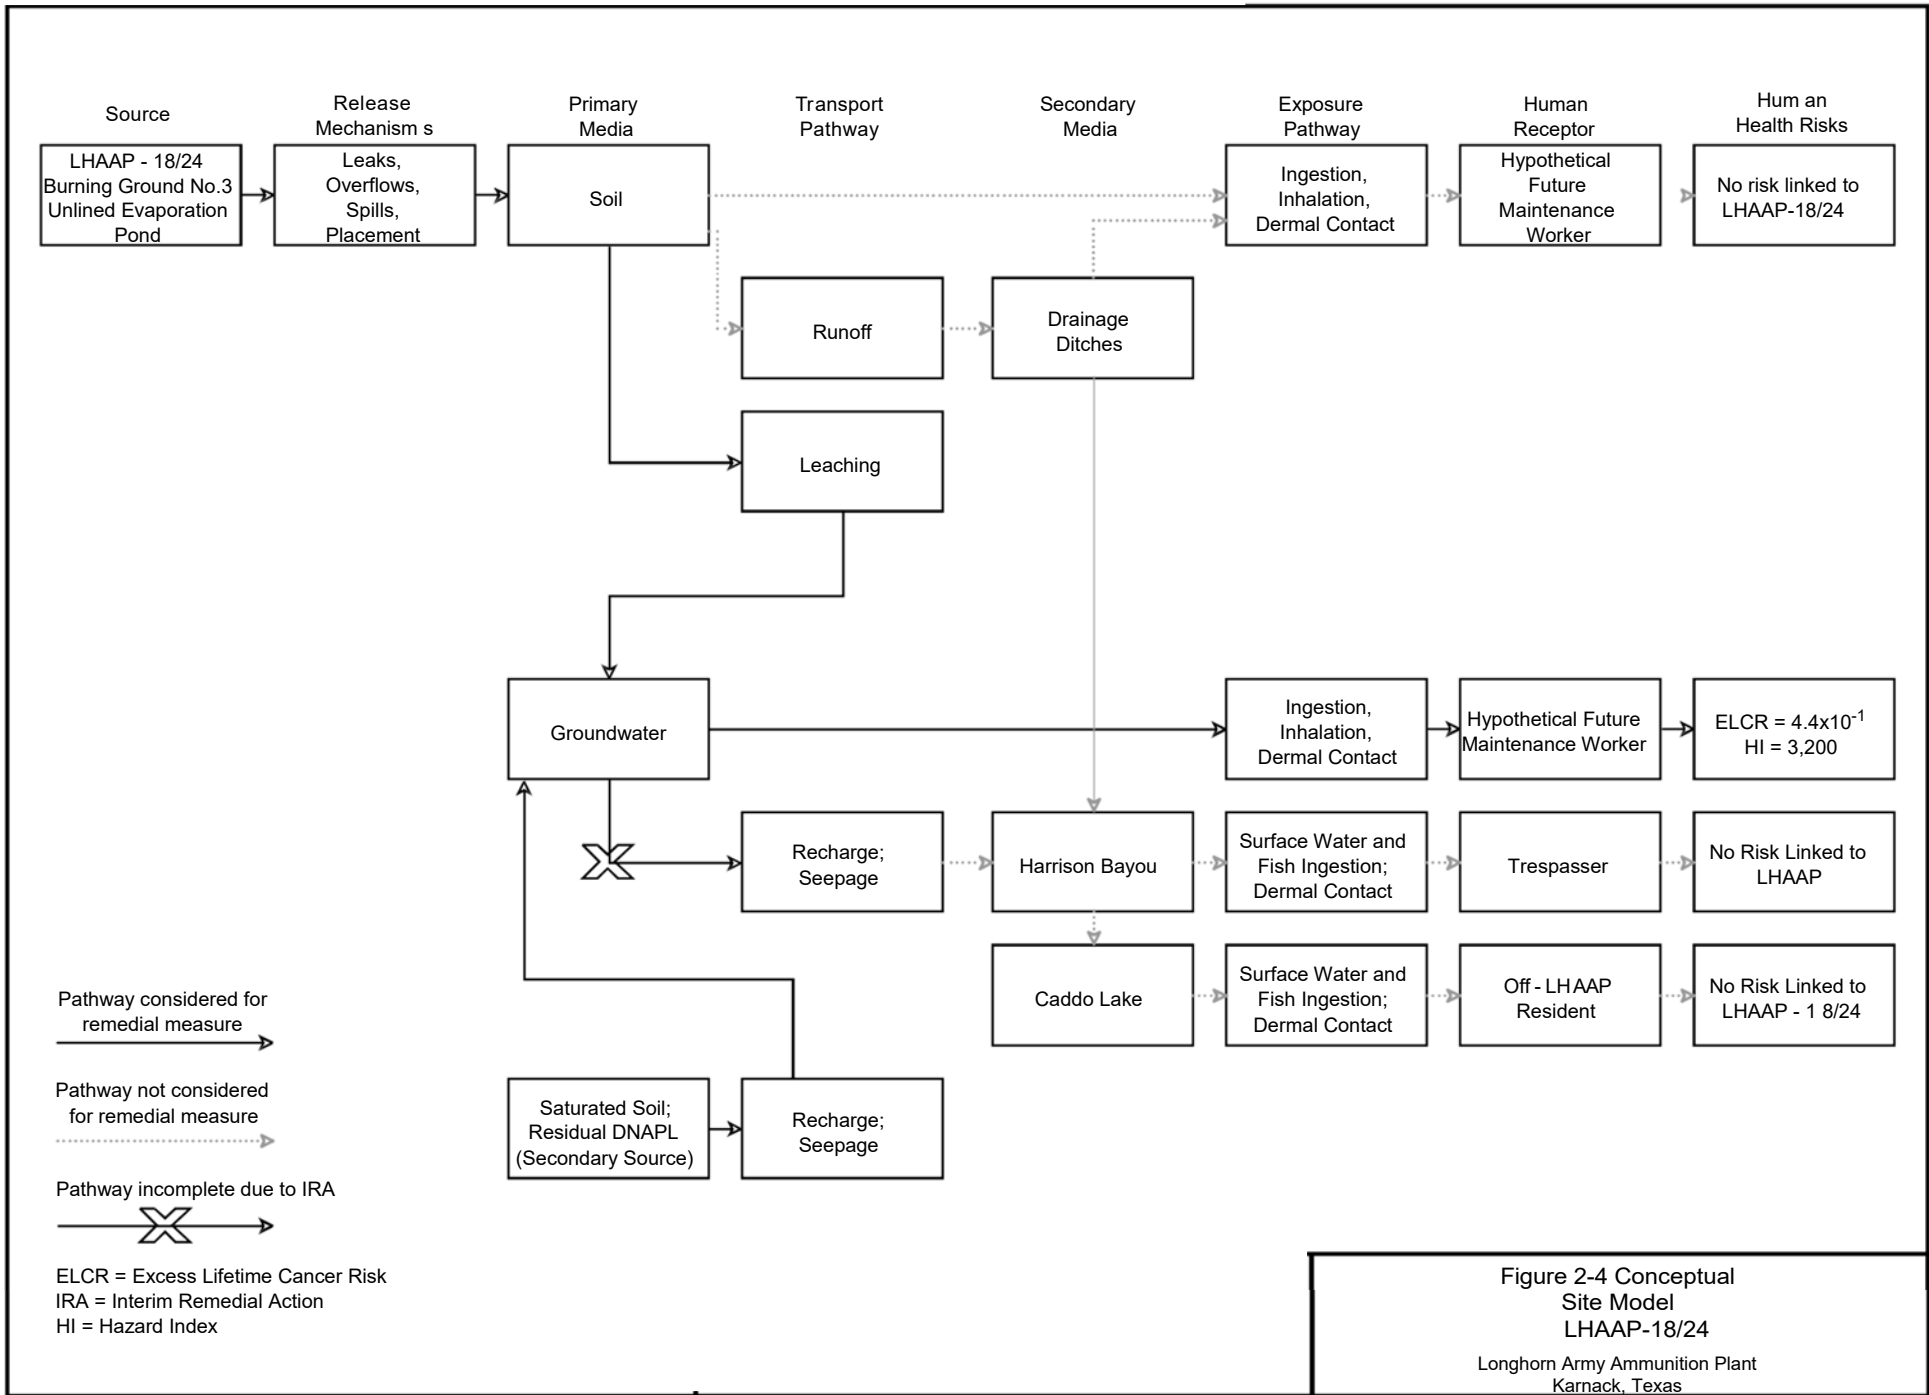 Source
Release
Mechanism s
Primary
Media
Transport
Pathway
Secondary
Media
Exposure
Pathway
Human
Receptor
Hum an
Health Risks
LHAAP - 18/24
Burning Ground No.3
Unlined Evaporation
Pond
Leaks,
Overflows,
Spills,
Placement
Soil
Ingestion,
Inhalation,
Dermal Contact
Hypothetical
Future
Maintenance
Worker
No risk linked to
LHAAP-18/24
Runoff
Drainage
Ditches
Leaching
Groundwater
Ingestion,
Inhalation,
Dermal Contact
Hypothetical Future
Maintenance Worker
ELCR = 4.4x10⁻¹
HI = 3,200
Recharge;
Seepage
Harrison Bayou
Surface Water and
Fish Ingestion;
Dermal Contact
Trespasser
No Risk Linked to
LHAAP
Caddo Lake
Surface Water and
Fish Ingestion;
Dermal Contact
Off - LH AAP
Resident
No Risk Linked to
LHAAP - 1 8/24
Saturated Soil;
Residual DNAPL
(Secondary Source)
Recharge;
Seepage
Pathway considered for
remedial measure
Pathway not considered
for remedial measure
Pathway incomplete due to IRA
ELCR = Excess Lifetime Cancer Risk
IRA = Interim Remedial Action
HI = Hazard Index
Figure 2-4 Conceptual
Site Model
LHAAP-18/24
Longhorn Army Ammunition Plant
Karnack, Texas